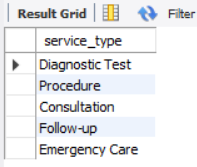 Result Grid Filter
service_type
Diagnostic Test
Procedure
Consultation
Follow-up
Emergency Care